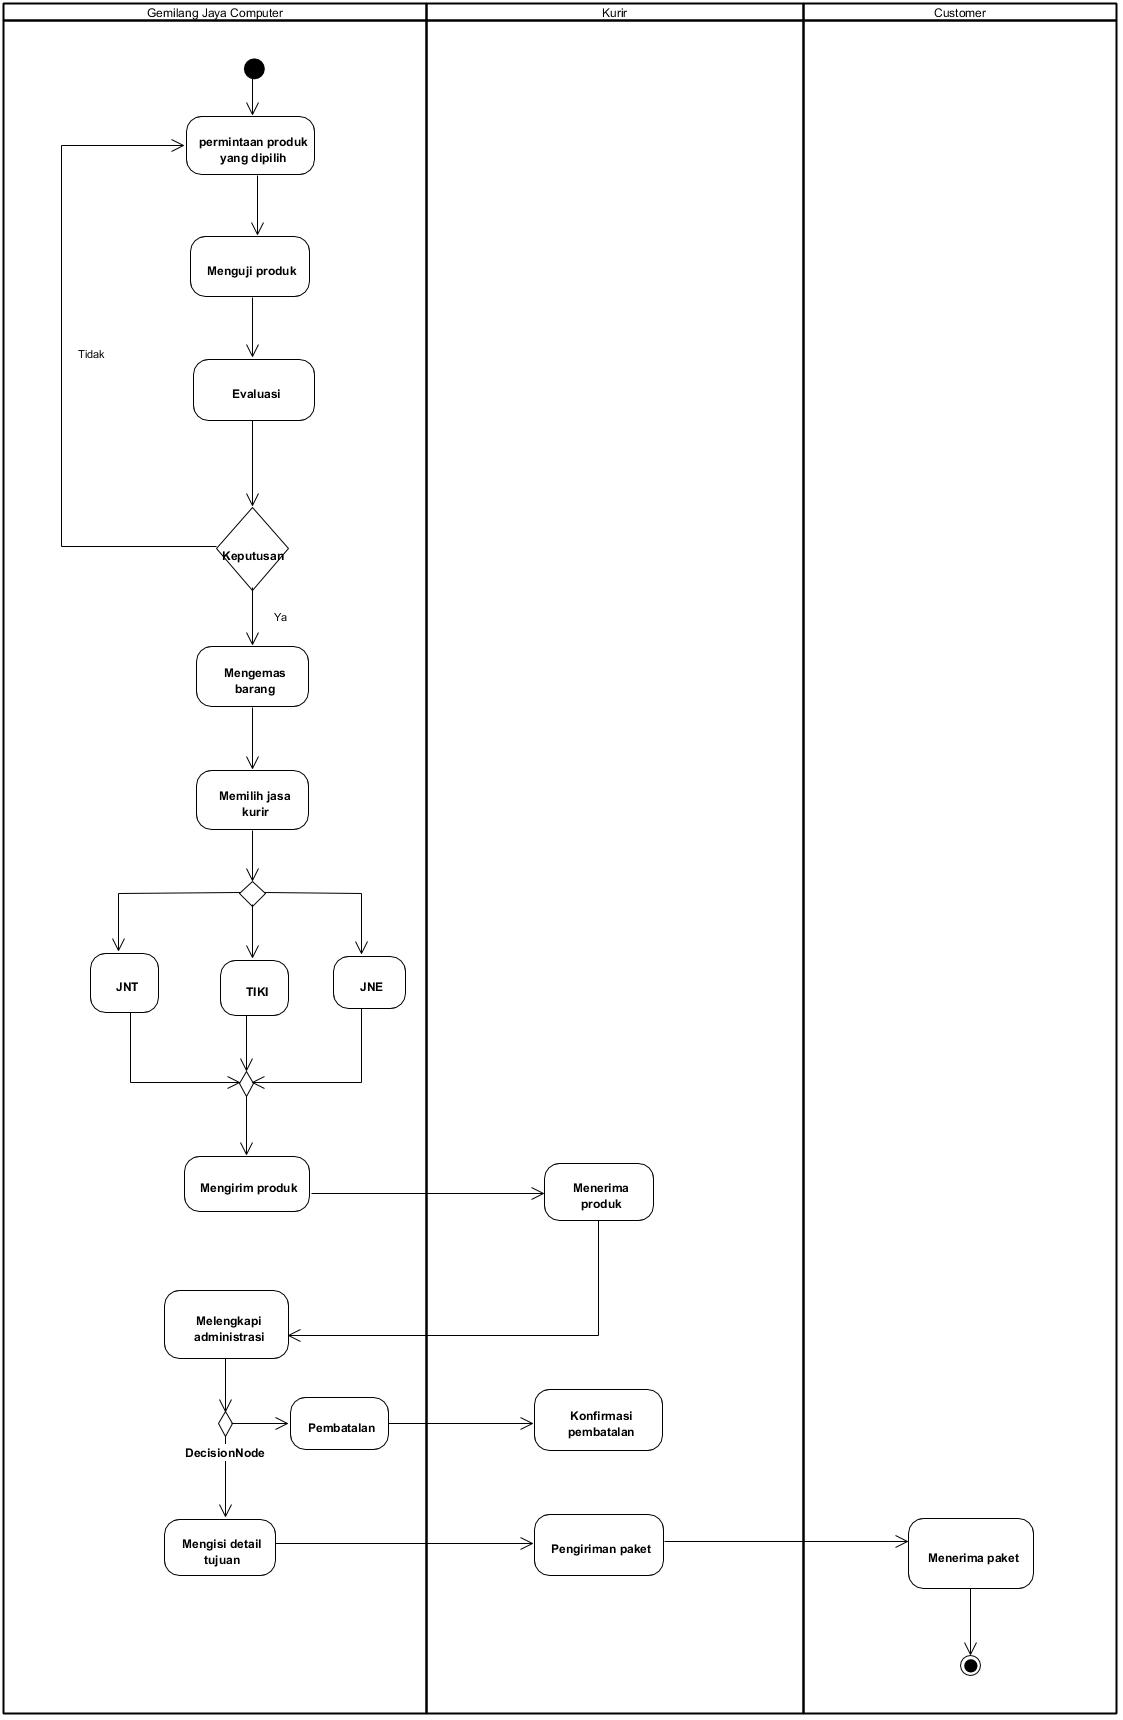 Gemilang Jaya Computer
Kurir
Customer
permintaan produk
yang dipilih
Menguji produk
Tidak
Evaluasi
Keputusan
Ya
Mengemas
barang
Memilih jasa
kurir
JNT
TIKI
JNE
Mengirim produk
Menerima
produk
Melengkapi
administrasi
Pembatalan
Konfirmasi
pembatalan
DecisionNode
Mengisi detail
tujuan
Pengiriman paket
Menerima paket